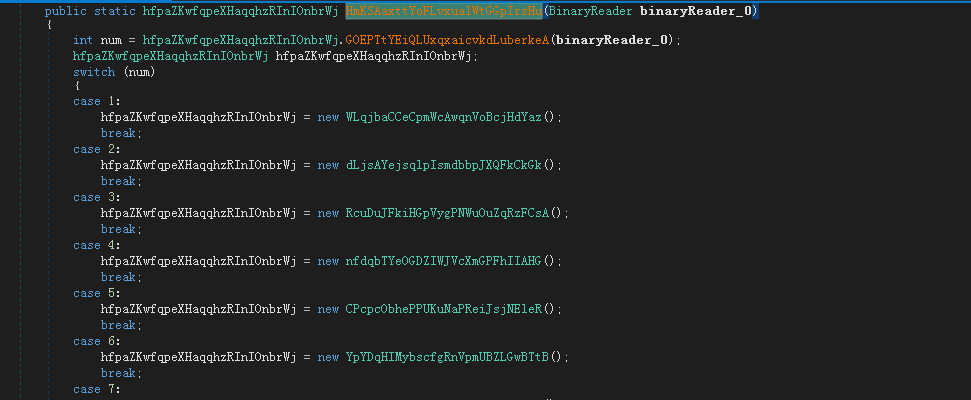 public static hfpaZKwfqpeXHaqqhzRInIOnbrWj HmKSAaxttYoFLvxualWtGGpIrsHu(BinaryReader binaryReader_0)
{
int num = hfpaZKwfqpeXHaqqhzRInIOnbrWj.GOEPTtYEiQLUxqxaicvkdLuberkeA(binaryReader_0);
hfpaZKwfqpeXHaqqhzRInIOnbrWj hfpaZKwfqpeXHaqqhzRInIOnbrWj;
switch (num)
{
case 1:
hfpaZKwfqpeXHaqqhzRInIOnbrWj = new WLqjbaCCeCpmWcAwqnVoBcjHdYaz();
break;
case 2:
hfpaZKwfqpeXHaqqhzRInIOnbrWj = new dLjsAYejsqlpIsmdbbpJXQFkCkGk();
break;
case 3:
hfpaZKwfqpeXHaqqhzRInIOnbrWj = new RcuDuJFkiHGpVygPNWuOuZqRzFCsA();
break;
case 4:
hfpaZKwfqpeXHaqqhzRInIOnbrWj = new nfdqbTYeOGDZIWJVcXmGPFhIIAHG();
break;
case 5:
hfpaZKwfqpeXHaqqhzRInIOnbrWj = new CPcpcObhePPUKuNaPReiJsjNEleR();
break;
case 6:
hfpaZKwfqpeXHaqqhzRInIOnbrWj = new YpYDqHIMybscfgRnVpmUBZLGwBTtB();
break;
case 7: